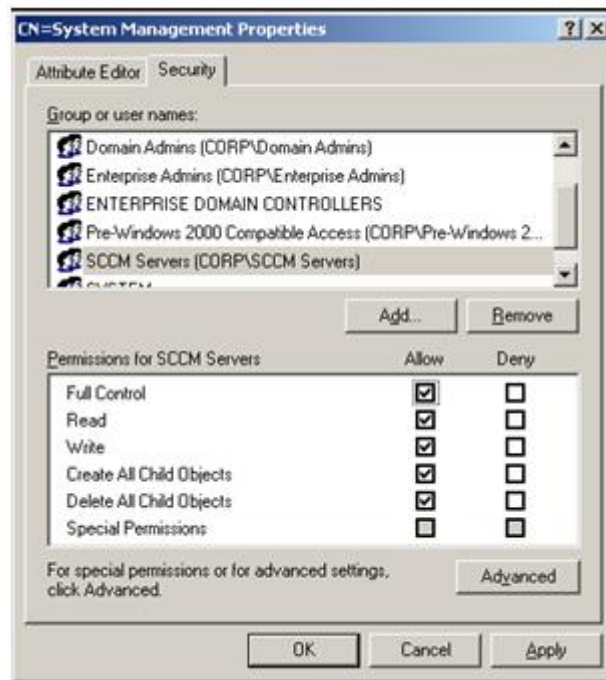 CN=System Management Properties
Attribute Editor
Security
Group or user names:
Domain Admins (CORP\Domain Admins)
Enterprise Admins (CORP\Enterprise Admins)
ENTERPRISE DOMAIN CONTROLLERS
Pre-Windows 2000 Compatible Access (CORP\Pre-Windows 2...
SCCM Servers (CORP\SCCM Servers)
SYSTEM
Add...
Remove
Permissions for SCCM Servers
Allow
Deny
Full Control
Read
Write
Create All Child Objects
Delete All Child Objects
Special Permissions
For special permissions or for advanced settings,
click Advanced.
Advanced
OK
Cancel
Apply